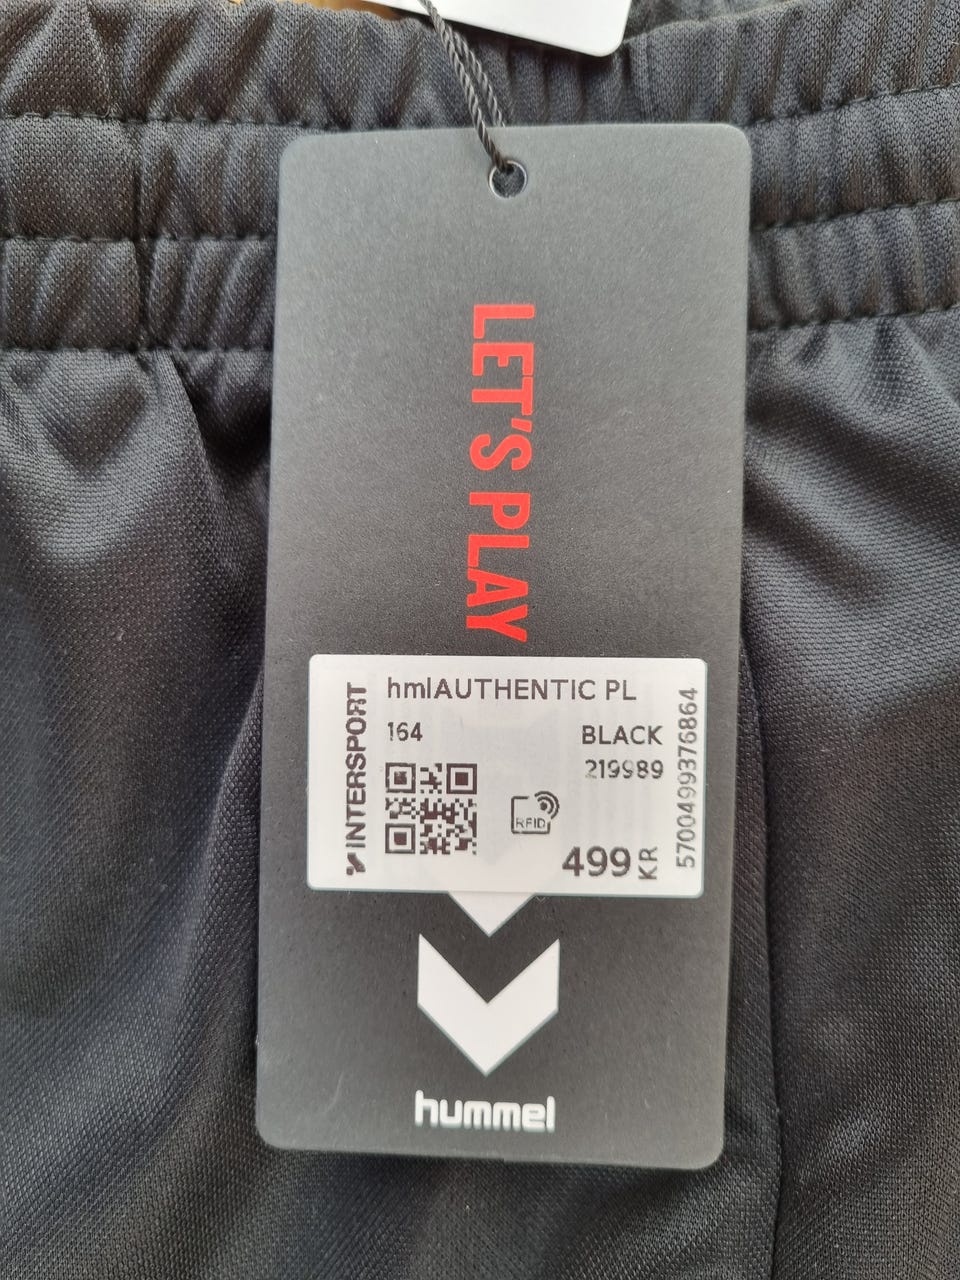 LET'S PLAY
INTERSPORT
hmlAUTHENTIC PL
164
BLACK
219989
RFID
499 KR
5700499376864
hummel